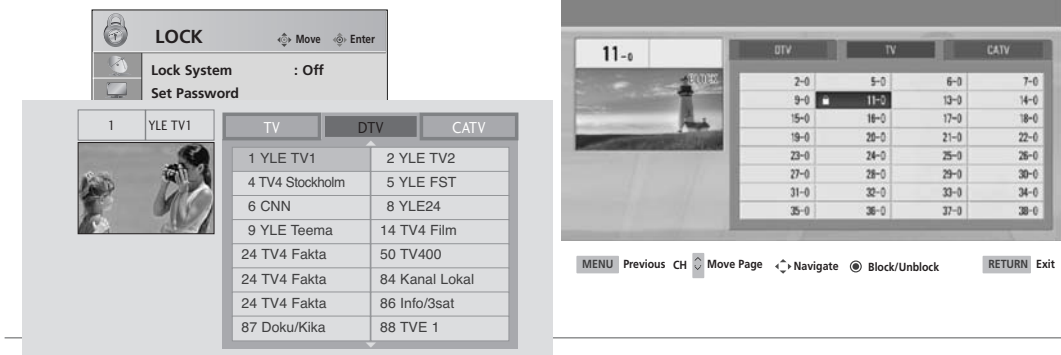 LOCK Move Enter
Lock System : Off
Set Password
1 YLE TV1
TV DTV CATV
1 YLE TV1 2 YLE TV2
4 TV4 Stockholm 5 YLE FST
6 CNN 8 YLE24
9 YLE Teema 14 TV4 Film
24 TV4 Fakta 50 TV400
24 TV4 Fakta 84 Kanal Lokal
24 TV4 Fakta 86 Info/3sat
87 Doku/Kika 88 TVE 1
11-0
DTV TV CATV
2-0 5-0 6-0 7-0
9-0 11-0 13-0 14-0
15-0 16-0 17-0 18-0
19-0 20-0 21-0 22-0
23-0 24-0 25-0 26-0
27-0 28-0 29-0 30-0
31-0 32-0 33-0 34-0
35-0 36-0 37-0 38-0
MENU Previous CH Move Page Navigate Block/Unblock RETURN Exit